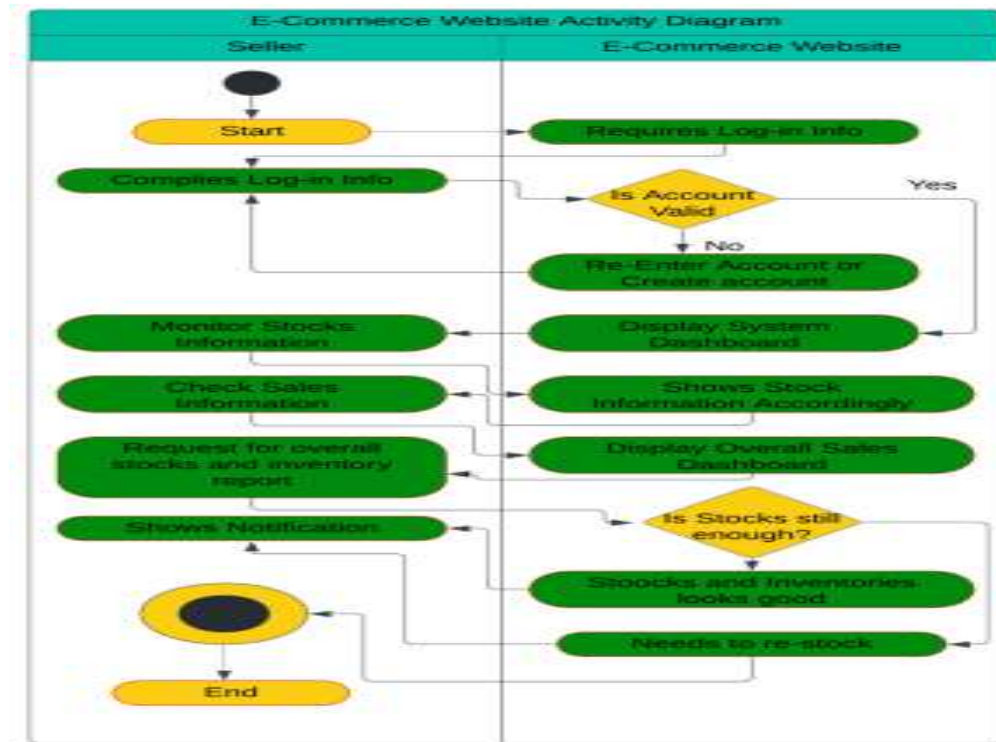 E-Commerce Website Activity Diagram
Seller
E-Commerce Website
Start
Requires Log-in Info
Complies Log-in Info
Is Account
Valid
Yes
No
Re-Enter Account or
Create account
Monitor Stocks
Information
Display System
Dashboard
Check Sales
Information
Shows Stock
Information Accordingly
Request for overall
stocks and inventory
report
Display Overall Sales
Dashboard
Shows Notification
Is Stocks still
enough?
Stoocks and Inventories
looks good
Needs to re-stock
End